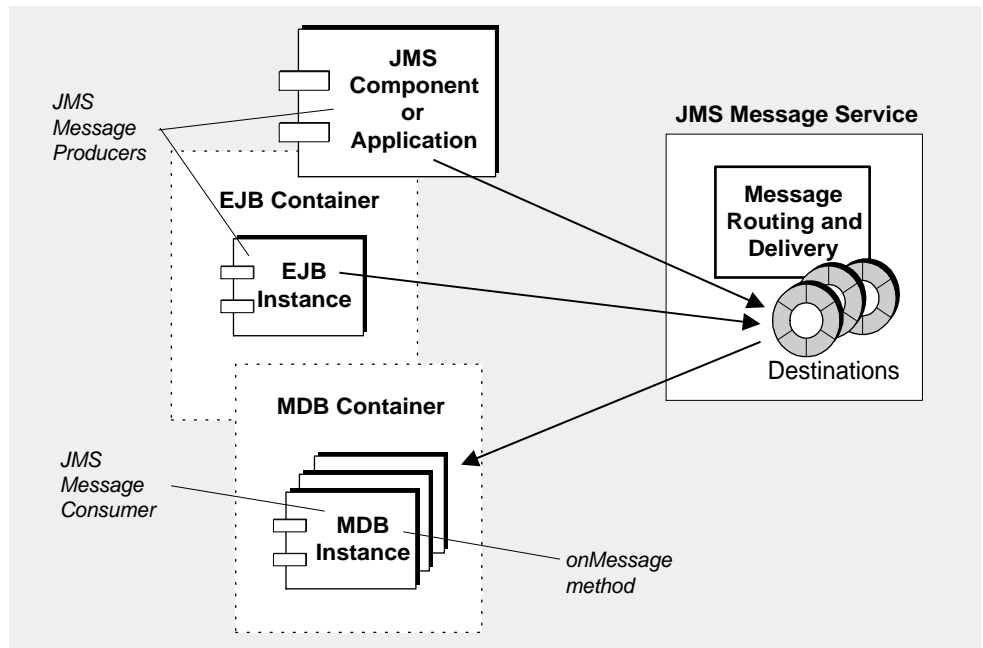 JMS
Component
or
Application
JMS
Message
Producers
JMS Message Service
Message
Routing and
Delivery
EJB Container
EJB
Instance
Destinations
MDB Container
JMS
Message
Consumer
MDB
Instance
onMessage
method